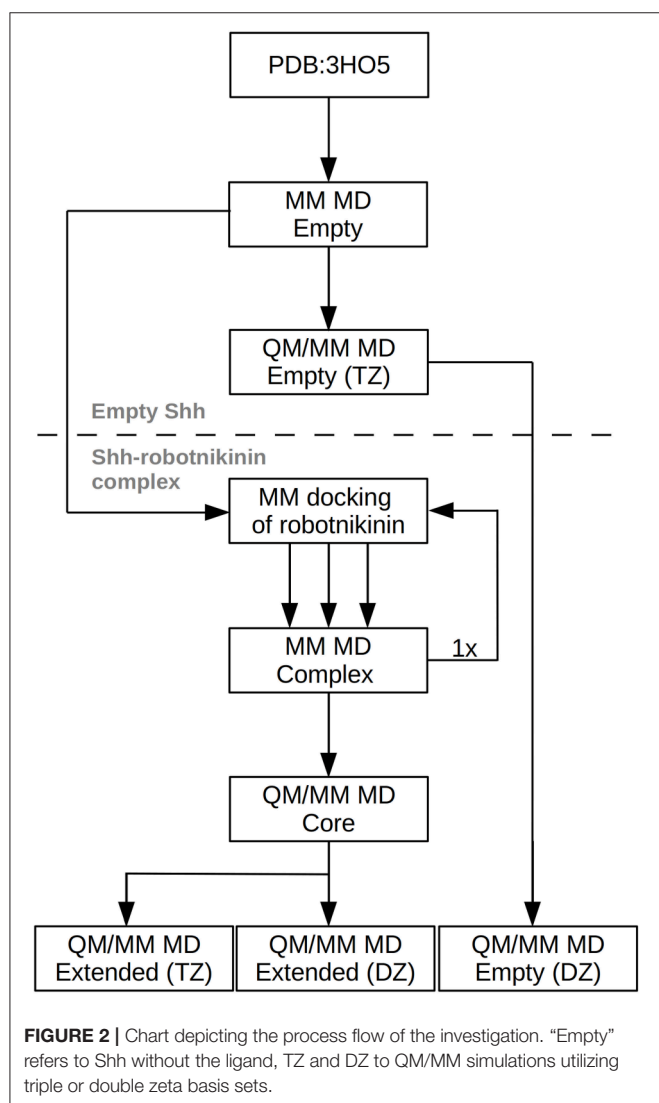 PDB:3HO5
MM MD
Empty
QM/MM MD
Empty (TZ)
Empty Shh
Shh-robotnikinin
complex
MM docking
of robotnikinin
MM MD
Complex
1x
QM/MM MD
Core
QM/MM MD
Extended (TZ)
QM/MM MD
Extended (DZ)
QM/MM MD
Empty (DZ)
FIGURE 2 | Chart depicting the process flow of the investigation. “Empty”
refers to Shh without the ligand, TZ and DZ to QM/MM simulations utilizing
triple or double zeta basis sets.